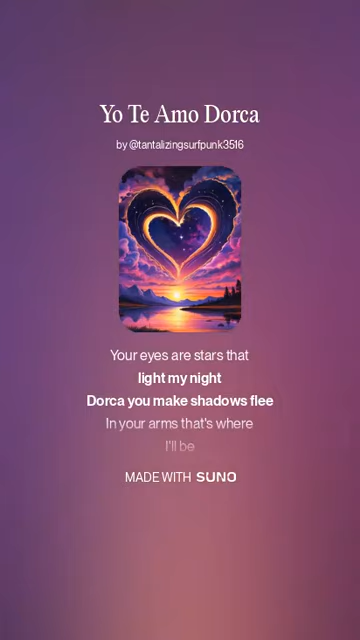 Yo Te Amo Dorca
by @tantalizingsurfpunk3516
Your eyes are stars that
light my night
Dorca you make shadows flee
In your arms that's where
I'll be
MADE WITH SUNO